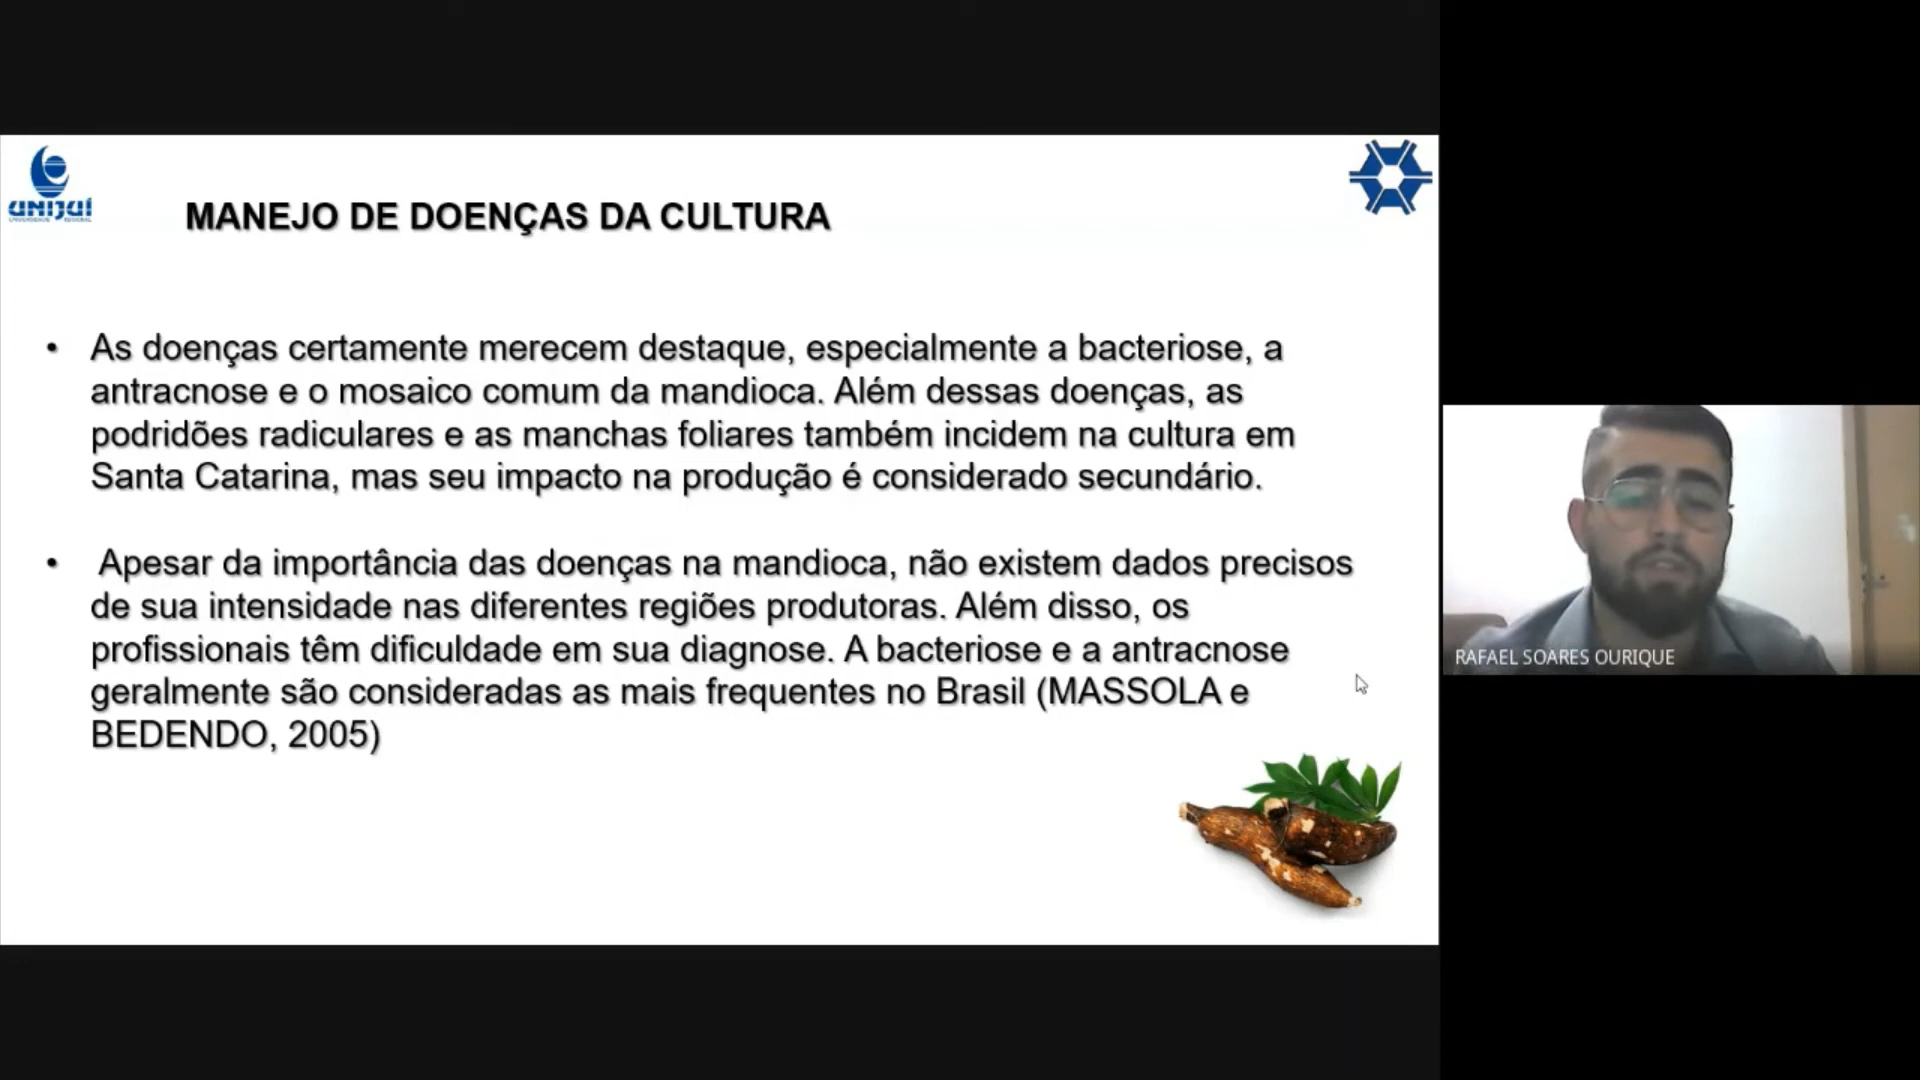 UNIJUÍ
UNIVERSIDADE REGIONAL
MANEJO DE DOENÇAS DA CULTURA
• As doenças certamente merecem destaque, especialmente a bacteriose, a
antracnose e o mosaico comum da mandioca. Além dessas doenças, as
podridões radiculares e as manchas foliares também incidem na cultura em
Santa Catarina, mas seu impacto na produção é considerado secundário.
• Apesar da importância das doenças na mandioca, não existem dados precisos
de sua intensidade nas diferentes regiões produtoras. Além disso, os
profissionais têm dificuldade em sua diagnose. A bacteriose e a antracnose
geralmente são consideradas as mais frequentes no Brasil (MASSOLA e
BEDENDO, 2005)
RAFAEL SOARES OURIQUE